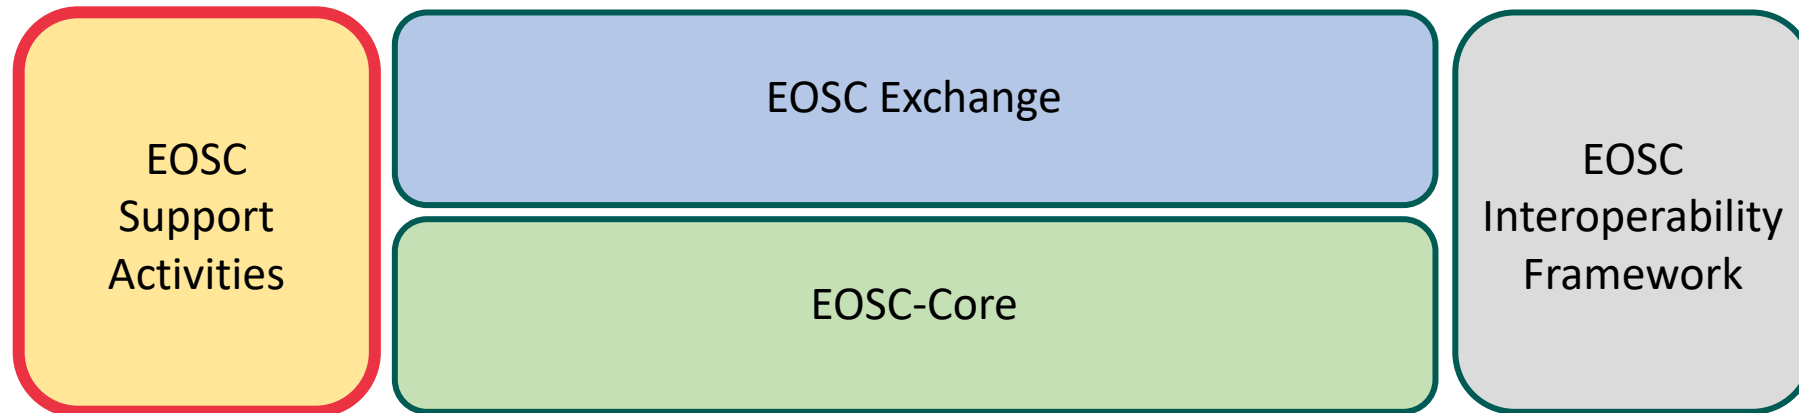 EOSC
Support
Activities
EOSC Exchange
EOSC-Core
EOSC
Interoperability
Framework